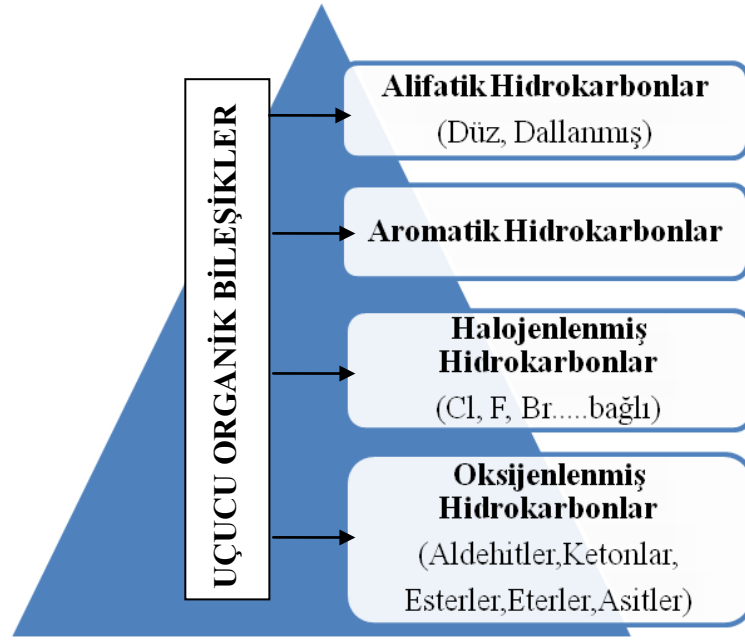 UÇUCU ORGANİK BİLEŞİKLER
Alifatik Hidrokarbonlar
(Düz, Dallanmış)
Aromatik Hidrokarbonlar
Halojenlenmiş
Hidrokarbonlar
(Cl, F, Br.....bağlı)
Oksijenlenmiş
Hidrokarbonlar
(Aldehitler,Ketonlar,
Esterler,Eterler,Asitler)